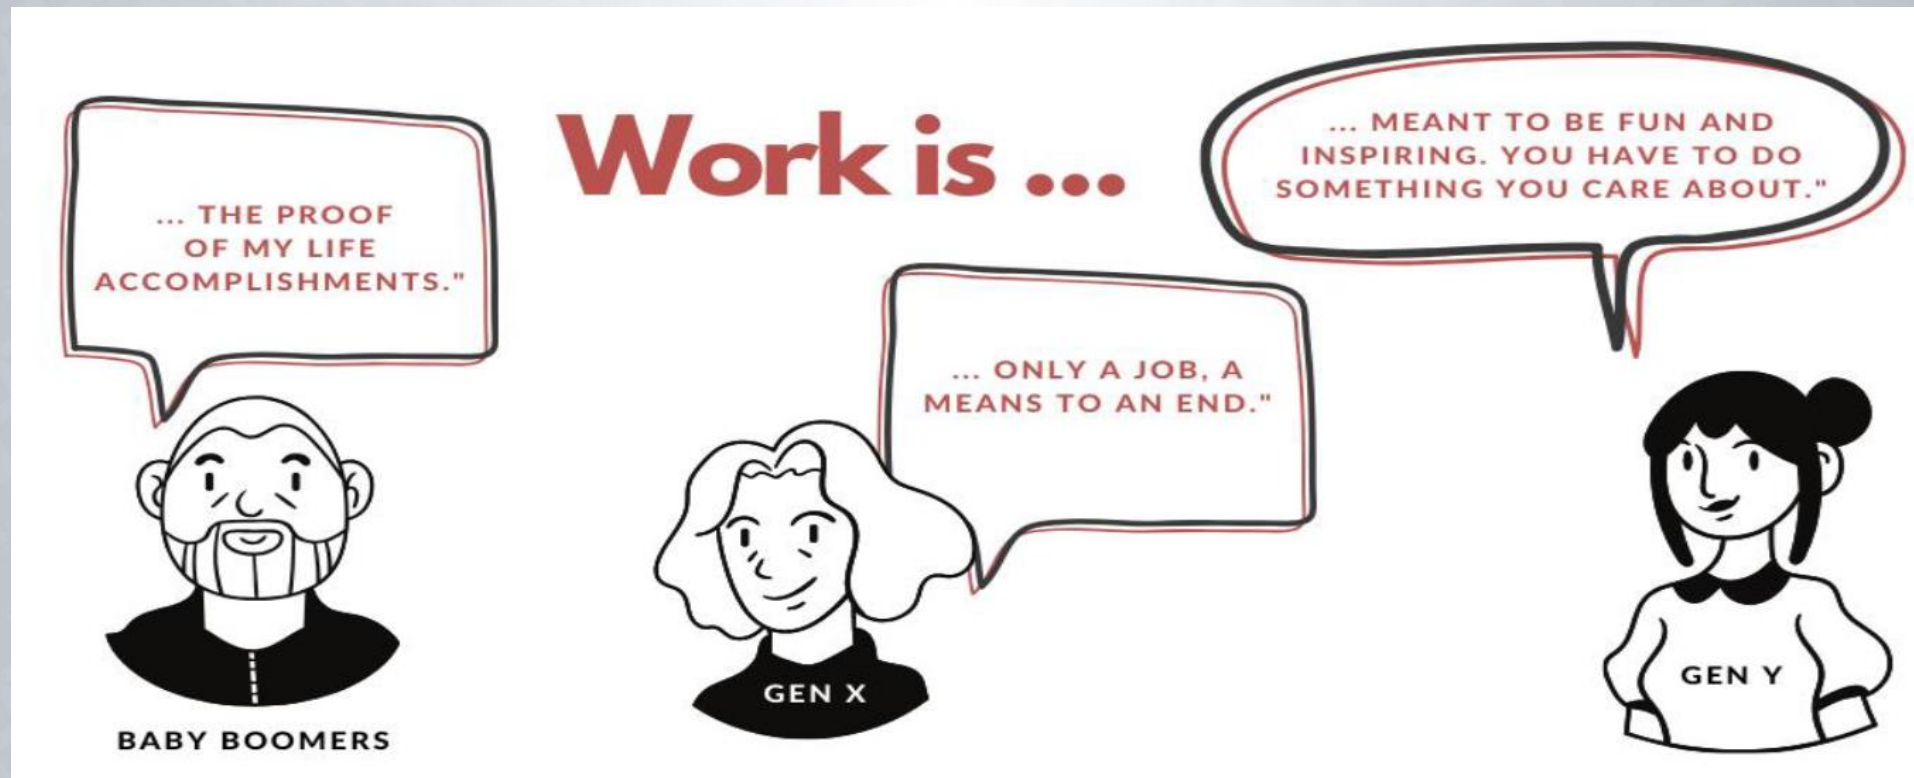 Work is ...
... THE PROOF
OF MY LIFE
ACCOMPLISHMENTS."
BABY BOOMERS
... ONLY A JOB, A
MEANS TO AN END."
GEN X
... MEANT TO BE FUN AND
INSPIRING. YOU HAVE TO DO
SOMETHING YOU CARE ABOUT."
GEN Y